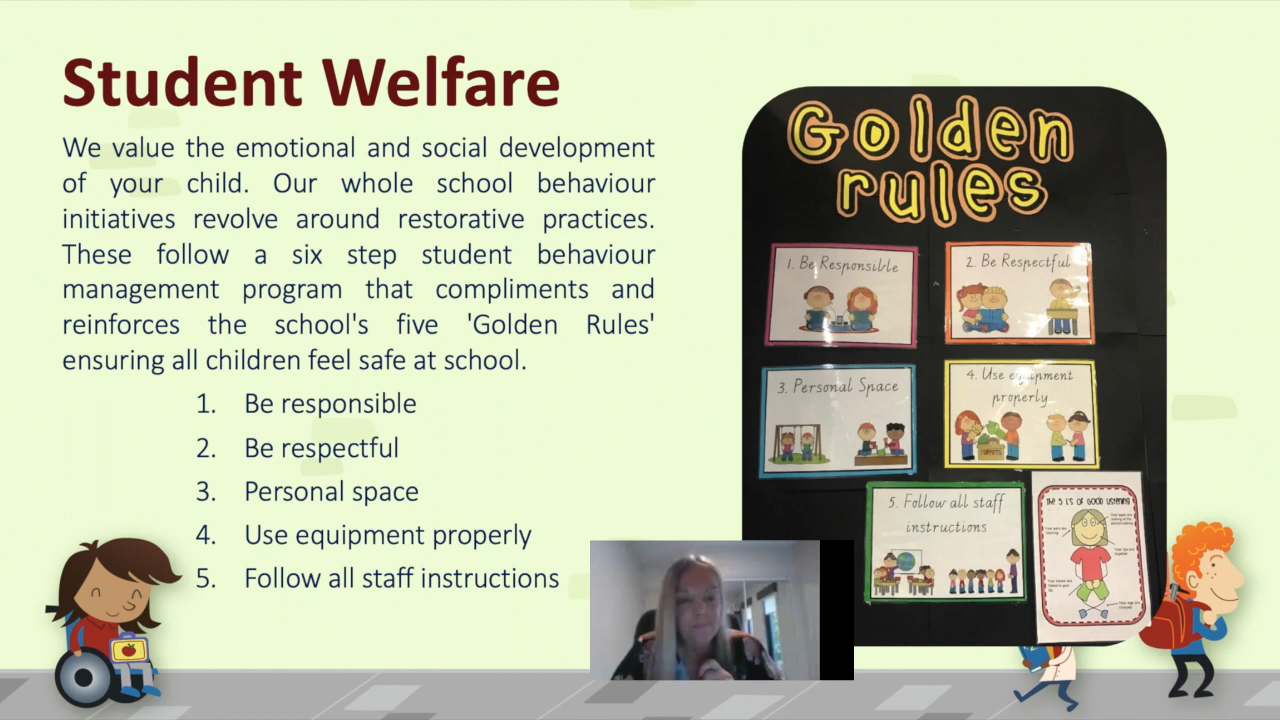 Student Welfare
We value the emotional and social development
of your child. Our whole school behaviour
initiatives revolve around restorative practices.
These follow a six step student behaviour
management program that compliments and
reinforces the school's five 'Golden Rules'
ensuring all children feel safe at school.
1. Be responsible
2. Be respectful
3. Personal space
4. Use equipment properly
5. Follow all staff instructions
Golden
rules
1. Be Responsible
2. Be Respectful
3. Personal Space
4. Use equipment
properly
5. Follow all staff
instructions
THE 5 L'S OF GOOD LISTENING